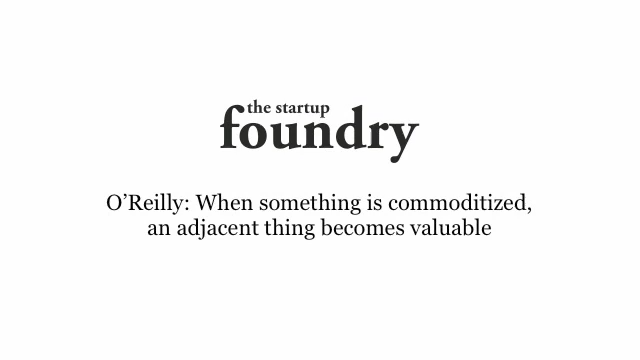 the startup
foundry
O’Reilly: When something is commoditized,
an adjacent thing becomes valuable